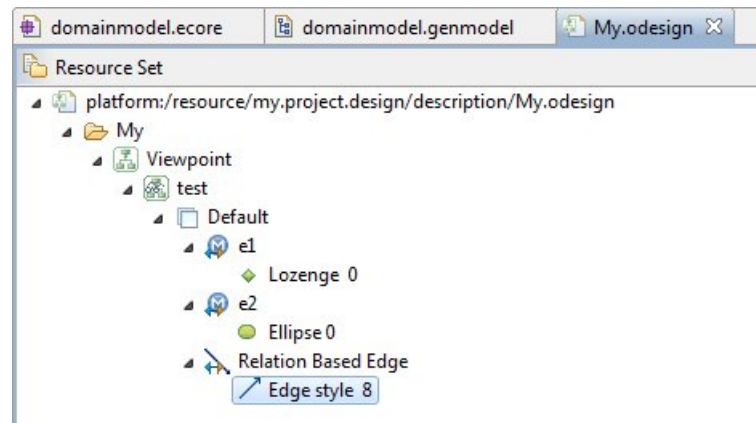 domainmodel.ecore domainmodel.genmodel My.odesign
Resource Set
platform:/resource/my.project.design/description/My.odesign
My
Viewpoint
test
Default
e1
Lozenge 0
e2
Ellipse 0
Relation Based Edge
Edge style 8